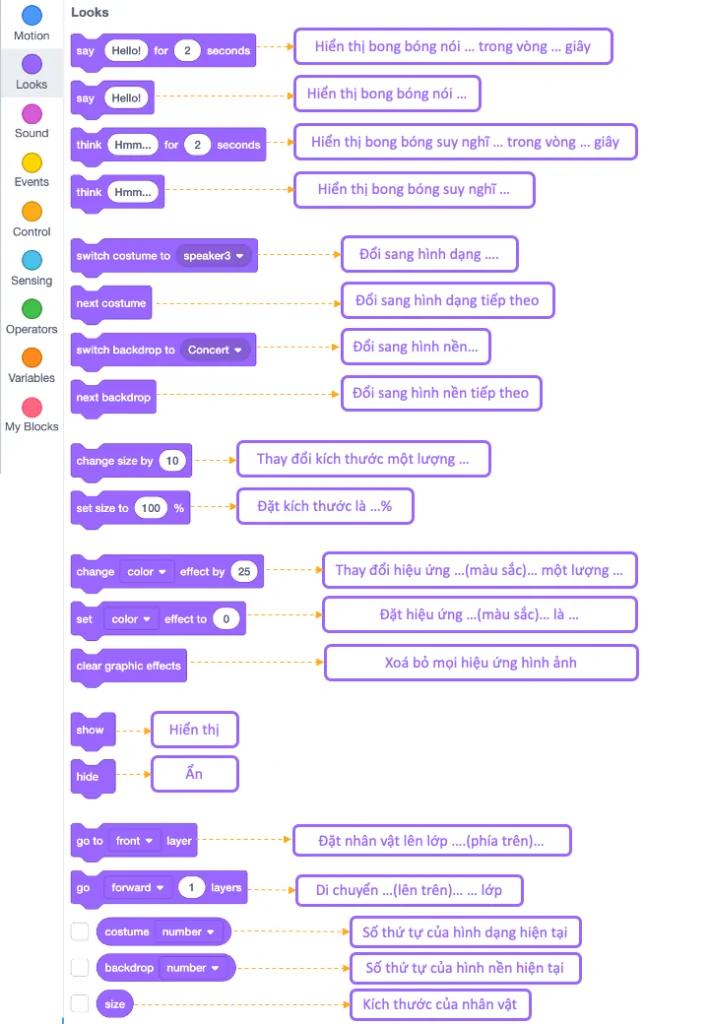 Looks
Motion
Looks
Sound
Events
Control
Sensing
Operators
Variables
My Blocks
say Hello! for 2 seconds
Hiển thị bong bóng nói ... trong vòng ... giây
say Hello!
Hiển thị bong bóng nói ...
think Hmm... for 2 seconds
Hiển thị bong bóng suy nghĩ ... trong vòng ... giây
think Hmm...
Hiển thị bong bóng suy nghĩ ...
switch costume to speaker3
Đổi sang hình dạng ....
next costume
Đổi sang hình dạng tiếp theo
switch backdrop to Concert
Đổi sang hình nền...
next backdrop
Đổi sang hình nền tiếp theo
change size by 10
Thay đổi kích thước một lượng ...
set size to 100 %
Đặt kích thước là ...%
change color effect by 25
Thay đổi hiệu ứng ...(màu sắc)... một lượng ...
set color effect to 0
Đặt hiệu ứng ...(màu sắc)... là ...
clear graphic effects
Xoá bỏ mọi hiệu ứng hình ảnh
show
Hiển thị
hide
Ẩn
go to front layer
Đặt nhân vật lên lớp ....(phía trên)...
go forward 1 layers
Di chuyển ...(lên trên)... ... lớp
costume number
Số thứ tự của hình dạng hiện tại
backdrop number
Số thứ tự của hình nền hiện tại
size
Kích thước của nhân vật